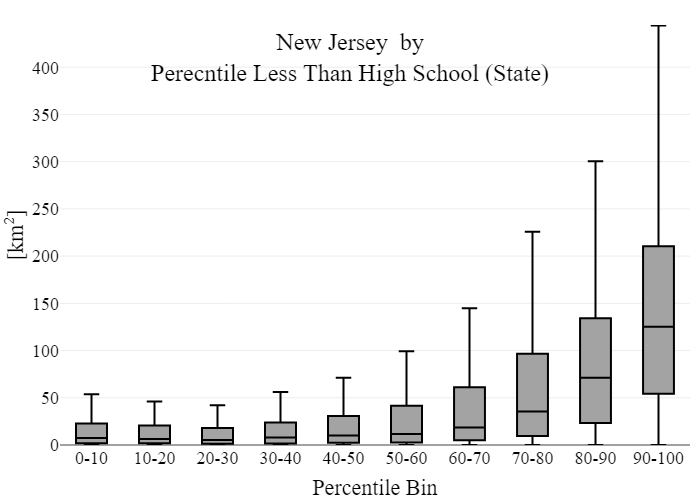 New Jersey  by
Perecntile Less Than High School (State)
400
350
300
250
200
150
100
50
0
[km²]
0-10 10-20 20-30 30-40 40-50 50-60 60-70 70-80 80-90 90-100
Percentile Bin